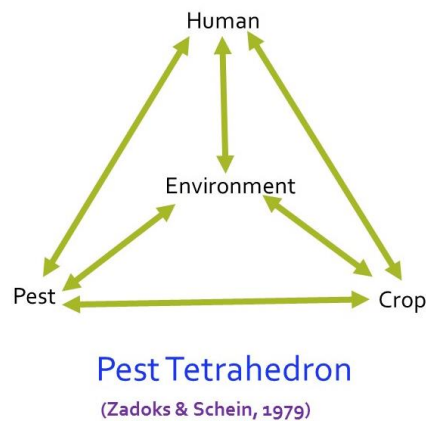 Human
Environment
Pest
Crop
Pest Tetrahedron
(Zadoks & Schein, 1979)